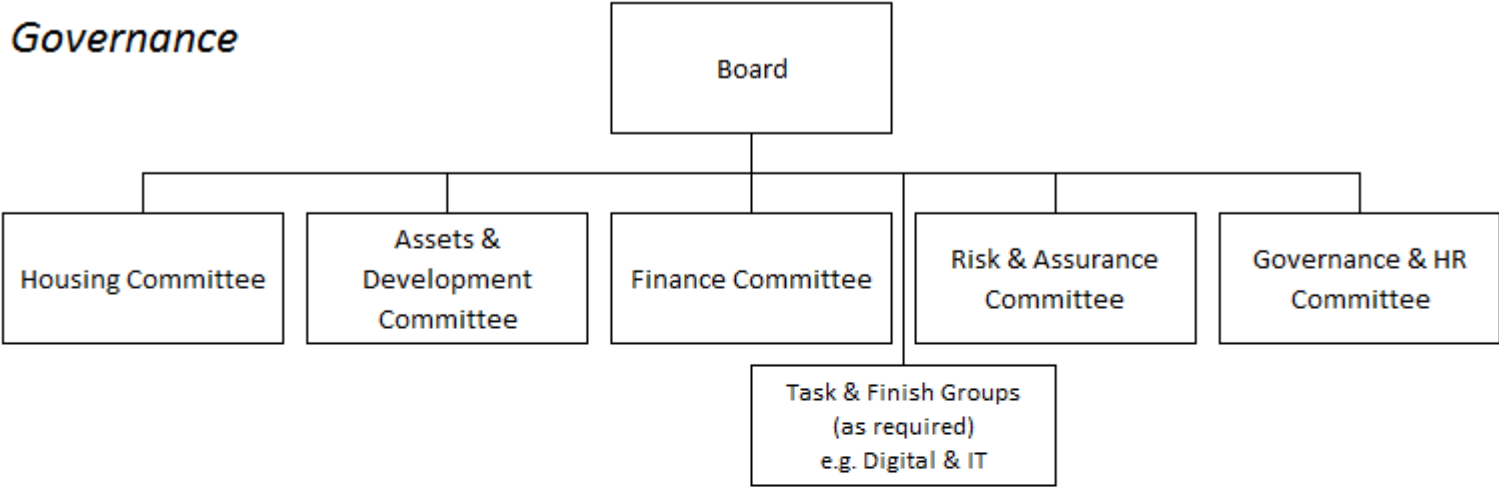 Governance
Board
Housing Committee
Assets &
Development
Committee
Finance Committee
Risk & Assurance
Committee
Governance & HR
Committee
Task & Finish Groups
(as required)
e.g. Digital & IT